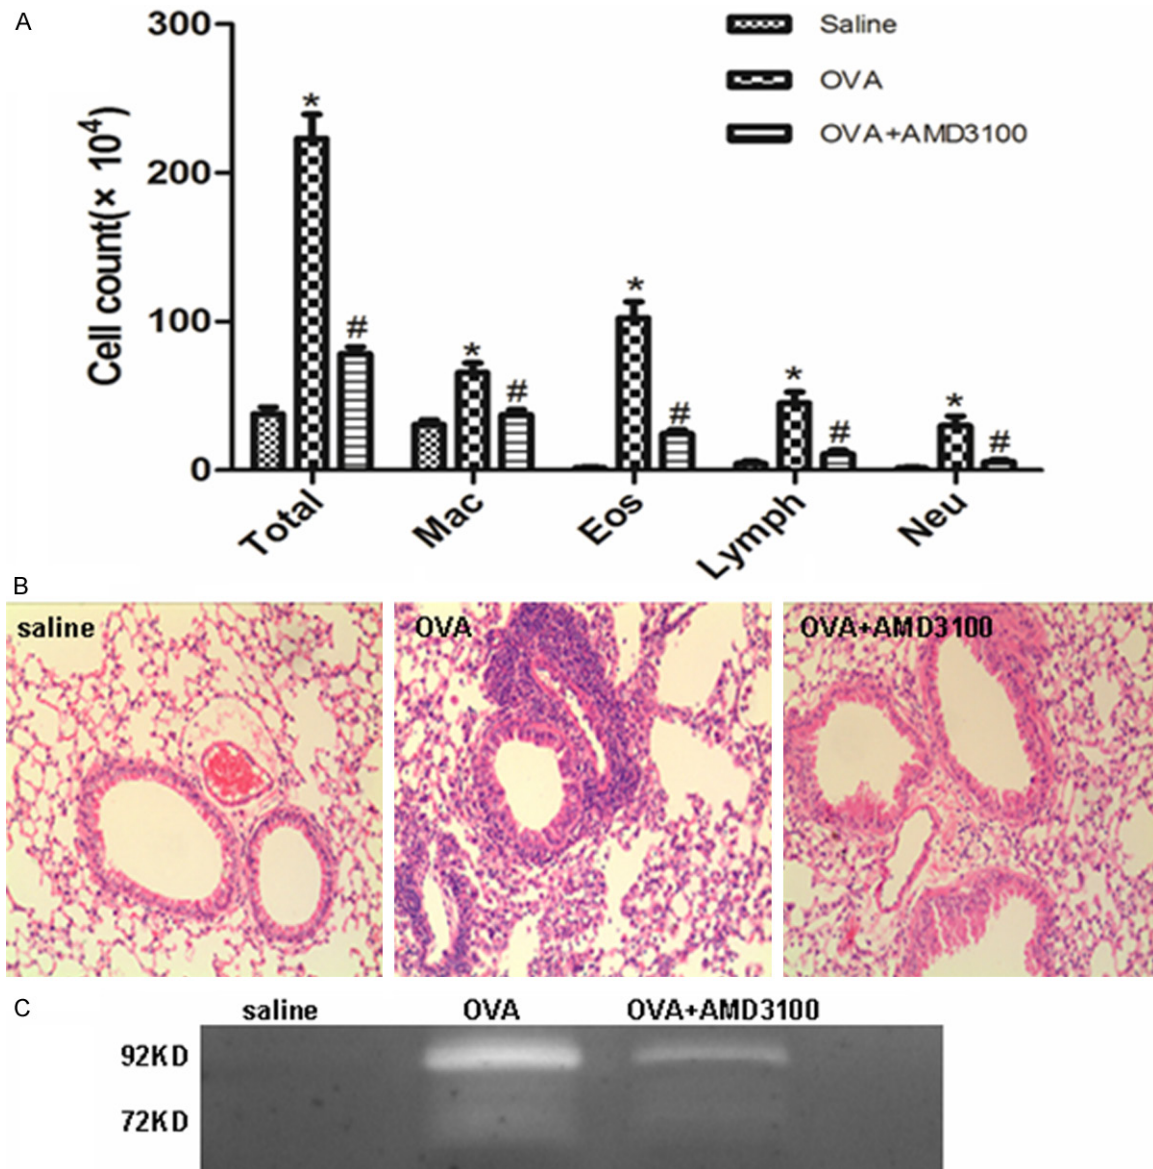 A
300
200
100
0
Cell count(× 10⁴)
Saline
OVA
OVA+AMD3100
*
#
*
#
*
#
*
#
*
#
Total
Mac
Eos
Lymph
Neu
B
saline
OVA
OVA+AMD3100
C
saline
OVA
OVA+AMD3100
92KD
72KD